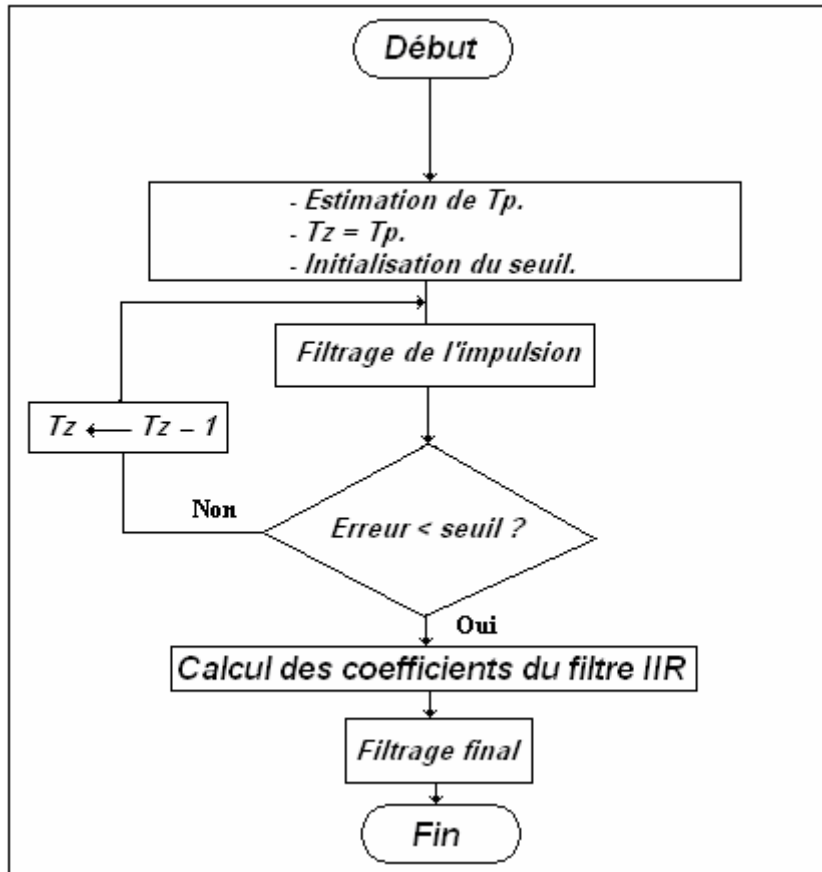 Début
- Estimation de Tp.
- Tz = Tp.
- Initialisation du seuil.
Filtrage de l'impulsion
Tz ← Tz – 1
Non
Erreur < seuil ?
Oui
Calcul des coefficients du filtre IIR
Filtrage final
Fin